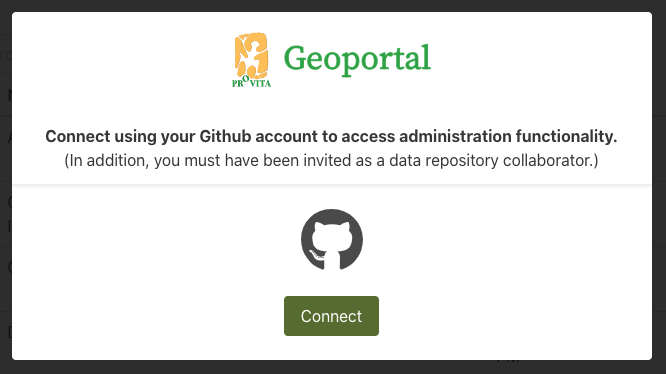 PROVITA
Geoportal
Connect using your Github account to access administration functionality.
(In addition, you must have been invited as a data repository collaborator.)
Connect